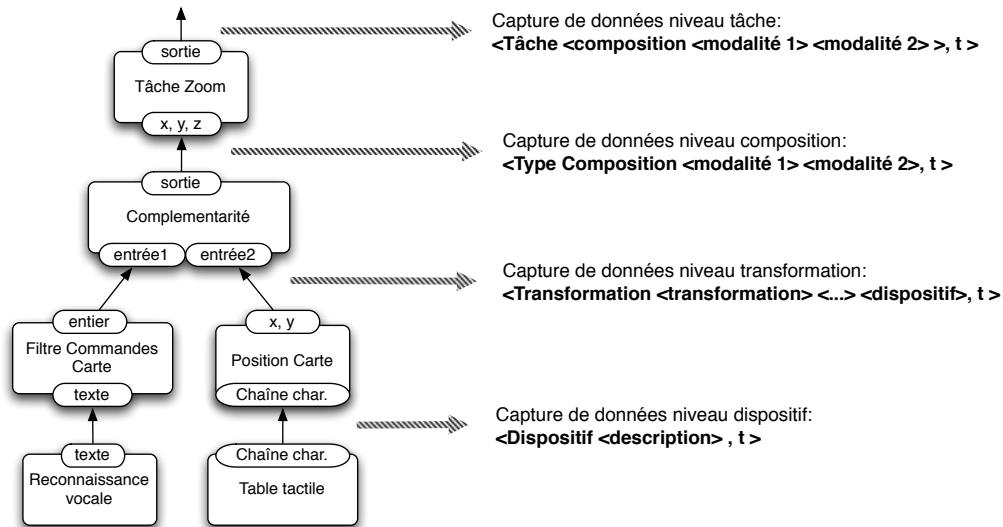 sortie
Tâche Zoom
x, y, z
sortie
Complementarité
entrée1
entrée2
entier
Filtre Commandes
Carte
texte
x, y
Position Carte
Chaîne char.
texte
Reconnaissance
vocale
Chaîne char.
Table tactile
Capture de données niveau tâche:
<Tâche <composition <modalité 1> <modalité 2> >, t >
Capture de données niveau composition:
<Type Composition <modalité 1> <modalité 2>, t >
Capture de données niveau transformation:
<Transformation <transformation> <...> <dispositif>, t >
Capture de données niveau dispositif:
<Dispositif <description> , t >